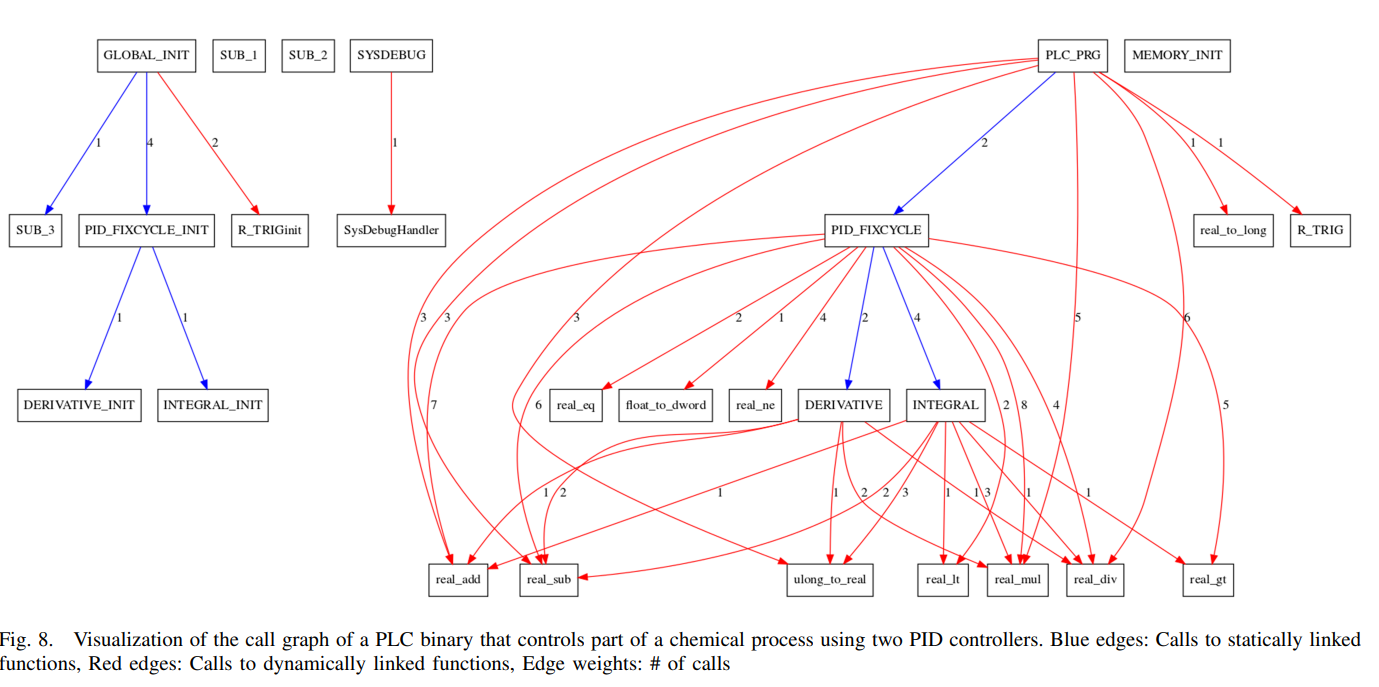 GLOBAL_INIT SUB_1 SUB_2 SYSDEBUG PLC_PRG MEMORY_INIT
1 4 2 1 2 1 1
SUB_3 PID_FIXCYCLE_INIT R_TRIGinit SysDebugHandler PID_FIXCYCLE real_to_long R_TRIG
1 1 3 3 3 2 1 4 2 4 5 6
DERIVATIVE_INIT INTEGRAL_INIT 7 6 real_eq float_to_dword real_ne DERIVATIVE INTEGRAL 2 8 4 5
1 2 1 1 2 2 3 1 1 3 1 1
real_add real_sub ulong_to_real real_lt real_mul real_div real_gt
Fig. 8. Visualization of the call graph of a PLC binary that controls part of a chemical process using two PID controllers. Blue edges: Calls to statically linked
functions, Red edges: Calls to dynamically linked functions, Edge weights: # of calls